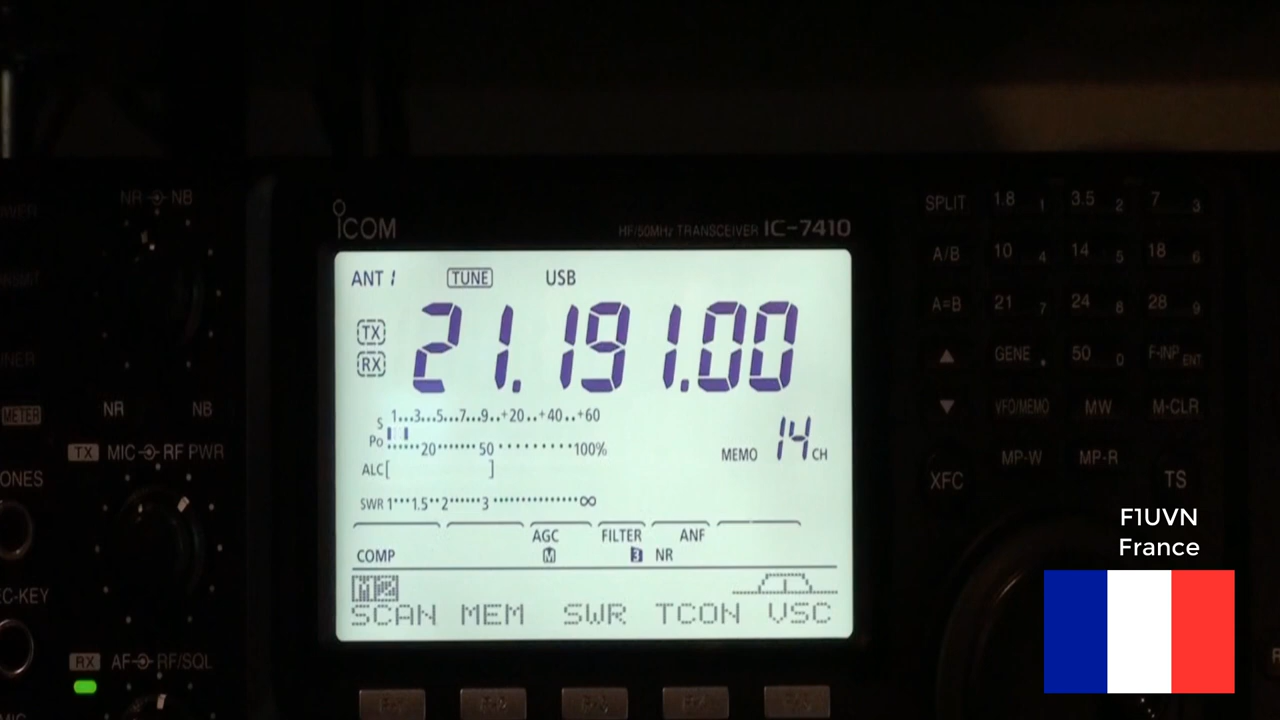 NR NB
ICOM
HF/50MHz TRANSCEIVER IC-7410
SPLIT 1.8 1 3.5 2 7 3
A/B 10 4 14 5 18 6
A=B 21 7 24 8 28 9
▲ GENE . 50 0 F-INP ENT
▼ VFO/MEMO MW M-CLR
MP-W MP-R
XFC TS
METER
NR NB
TX MIC RF PWR
ONES
C-KEY
RX AF RF/SQL
ANT 1 TUNE USB
TX
RX
21.191.00
S 1...3...5...7...9..+20..+40..+60
Po ......20.......50.........100%
ALC[ ]
MEMO 14 CH
SWR 1...1.5..2......3...............∞
AGC FILTER ANF
COMP M 3 NR
M2
SCAN MEM SWR TCON VSC
F1UVN
France